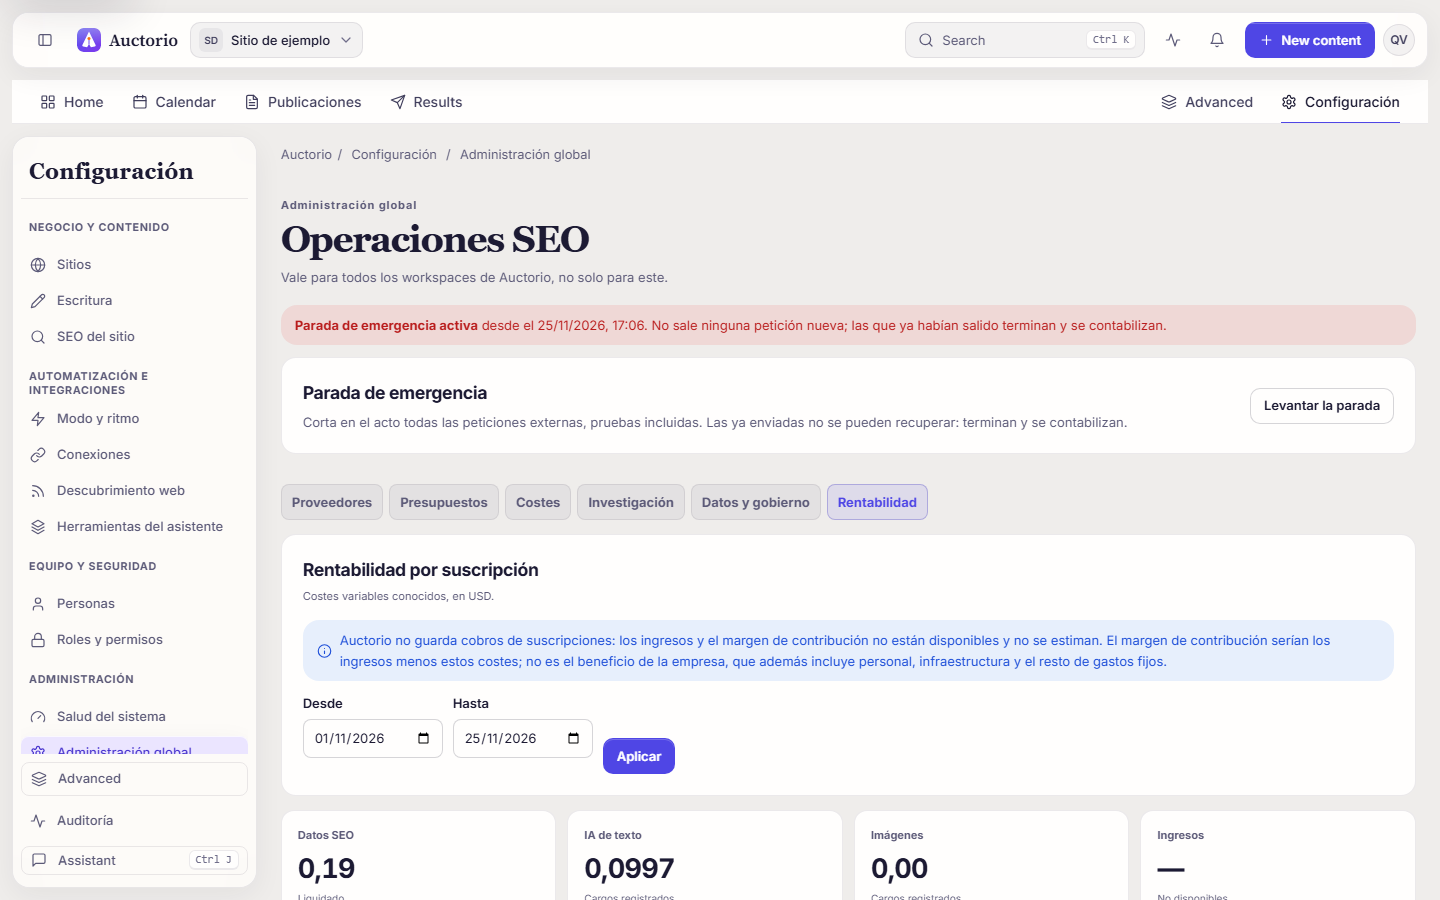 Auctorio
SD Sitio de ejemplo
Search Ctrl K
New content
QV
Home
Calendar
Publicaciones
Results
Advanced
Configuración
Configuración
NEGOCIO Y CONTENIDO
Sitios
Escritura
SEO del sitio
AUTOMATIZACIÓN E
INTEGRACIONES
Modo y ritmo
Conexiones
Descubrimiento web
Herramientas del asistente
EQUIPO Y SEGURIDAD
Personas
Roles y permisos
ADMINISTRACIÓN
Salud del sistema
Administración global
Advanced
Auditoría
Assistant Ctrl J
Auctorio / Configuración / Administración global
Administración global
Operaciones SEO
Vale para todos los workspaces de Auctorio, no solo para este.
Parada de emergencia activa desde el 25/11/2026, 17:06. No sale ninguna petición nueva; las que ya habían salido terminan y se contabilizan.
Parada de emergencia
Corta en el acto todas las peticiones externas, pruebas incluidas. Las ya enviadas no se pueden recuperar: terminan y se contabilizan.
Levantar la parada
Proveedores
Presupuestos
Costes
Investigación
Datos y gobierno
Rentabilidad
Rentabilidad por suscripción
Costes variables conocidos, en USD.
Auctorio no guarda cobros de suscripciones: los ingresos y el margen de contribución no están disponibles y no se estiman. El margen de contribución serían los
ingresos menos estos costes; no es el beneficio de la empresa, que además incluye personal, infraestructura y el resto de gastos fijos.
Desde
Hasta
01/11/2026
25/11/2026
Aplicar
Datos SEO
0,19
Liquidado
IA de texto
0,0997
Cargos registrados
Imágenes
0,00
Cargos registrados
Ingresos
—
No disponibles